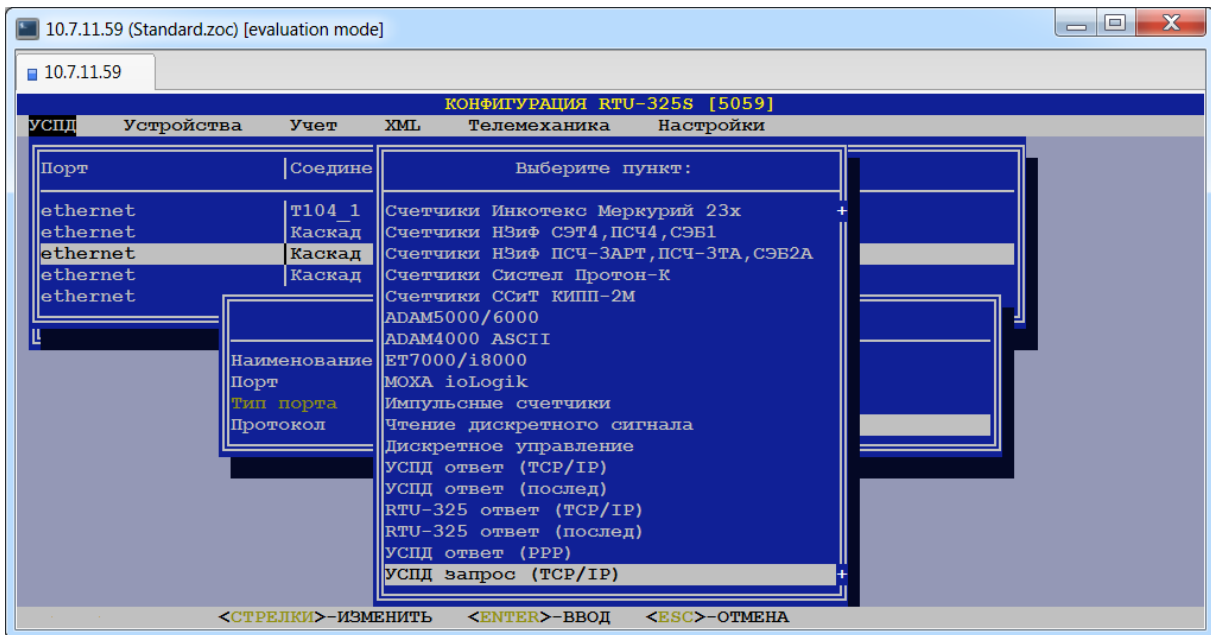 10.7.11.59 (Standard.zoc) [evaluation mode]
10.7.11.59
КОНФИГУРАЦИЯ RTU-325S [5059]
УСПД Устройства Учет XML Телемеханика Настройки
Порт Соедине
ethernet T104_1
ethernet Каскад
ethernet Каскад
ethernet Каскад
ethernet
Наименование
Порт
Тип порта
Протокол
Выберите пункт:
Счетчики Инкотекс Меркурий 23х +
Счетчики НЗиФ СЭТ4,ПСЧ4,СЭБ1
Счетчики НЗиФ ПСЧ-3АРТ,ПСЧ-3ТА,СЭБ2А
Счетчики Систел Протон-К
Счетчики ССиТ КИПП-2М
ADAM5000/6000
ADAM4000 ASCII
ET7000/i8000
MOXA ioLogik
Импульсные счетчики
Чтение дискретного сигнала
Дискретное управление
УСПД ответ (TCP/IP)
УСПД ответ (послед)
RTU-325 ответ (TCP/IP)
RTU-325 ответ (послед)
УСПД ответ (PPP)
УСПД запрос (TCP/IP) +
<СТРЕЛКИ>-ИЗМЕНИТЬ <ENTER>-ВВОД <ESC>-ОТМЕНА